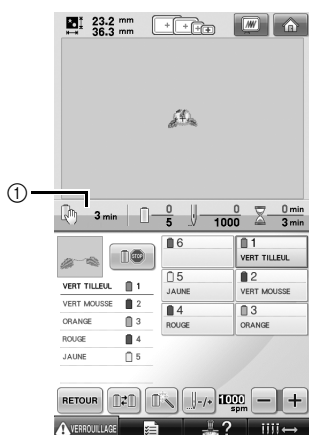 23.2 mm
36.3 mm
①
3 min
0
5
0
1000
0 min
3 min
VERT TILLEUL 1
VERT MOUSSE 2
ORANGE 3
ROUGE 4
JAUNE 5
STOP
6
1
VERT TILLEUL
5
JAUNE
2
VERT MOUSSE
4
ROUGE
3
ORANGE
RETOUR
-/+
1000
spm
−
+
VERROUILLAGE
?